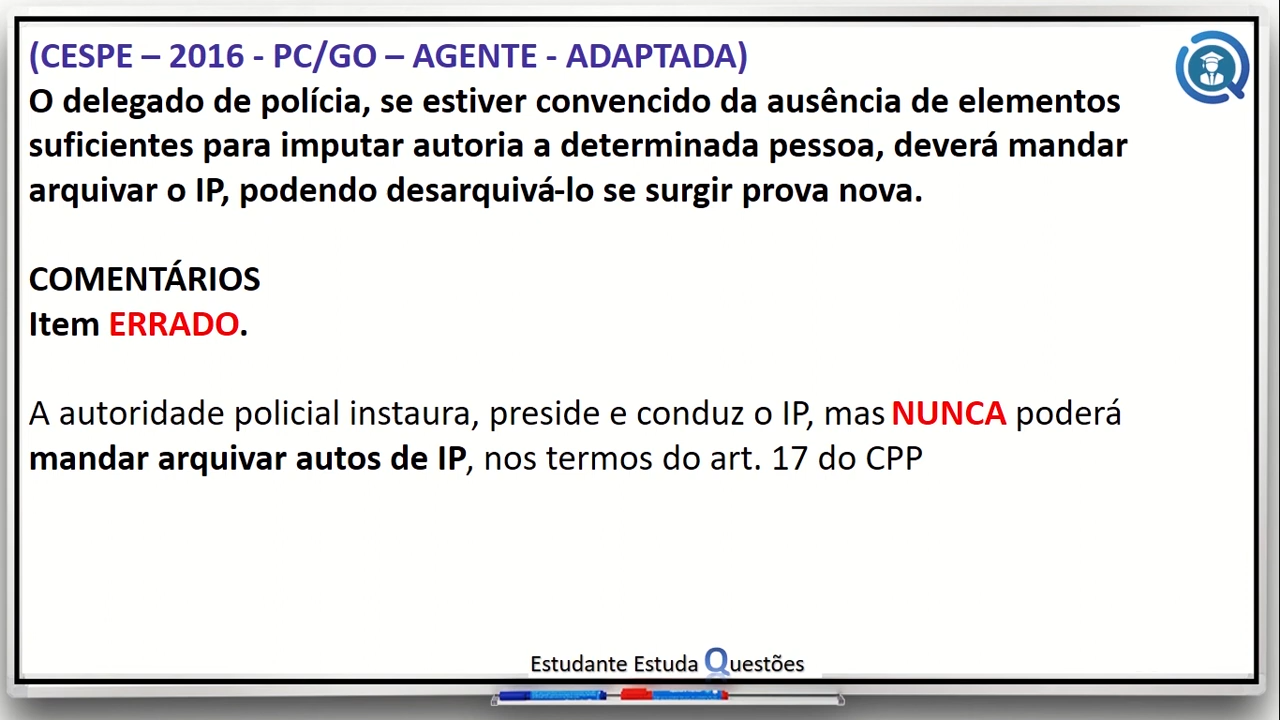 (CESPE – 2016 - PC/GO – AGENTE - ADAPTADA)
O delegado de polícia, se estiver convencido da ausência de elementos
suficientes para imputar autoria a determinada pessoa, deverá mandar
arquivar o IP, podendo desarquivá-lo se surgir prova nova.
COMENTÁRIOS
Item ERRADO.
A autoridade policial instaura, preside e conduz o IP, mas NUNCA poderá
mandar arquivar autos de IP, nos termos do art. 17 do CPP
Estudante Estuda Questões